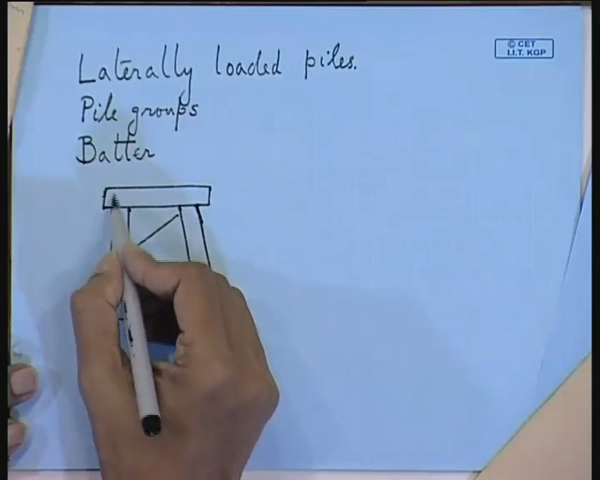 Laterally loaded piles.
© CET
I.I.T. KGP
Pile groups
Batter